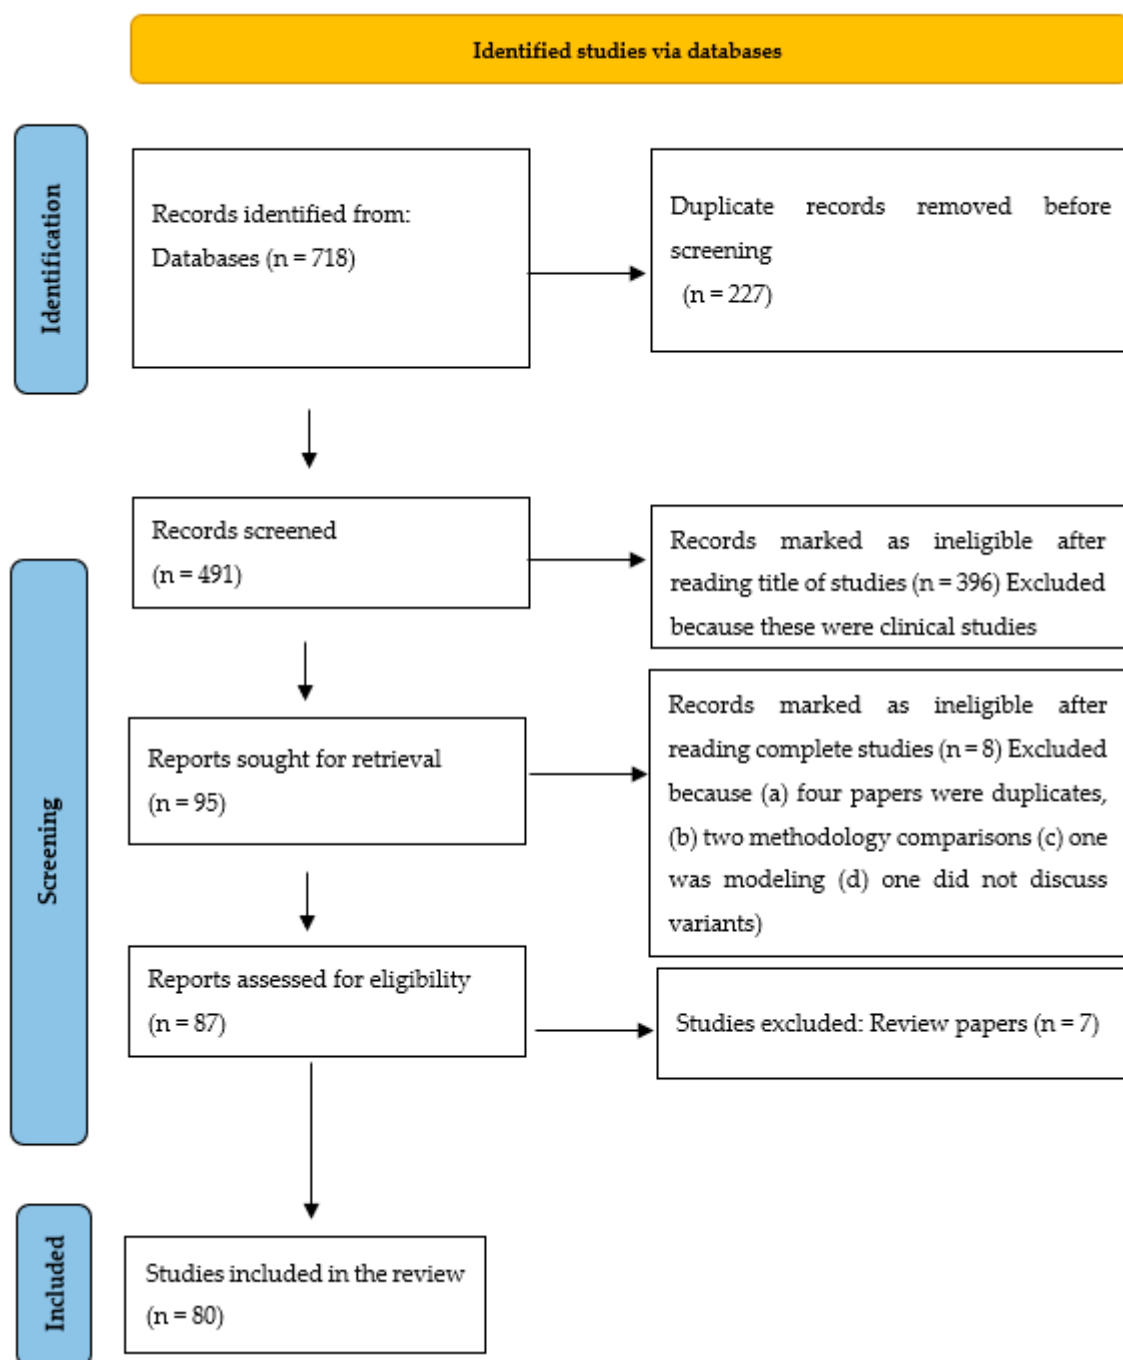 Identified studies via databases
Identification
Records identified from:
Databases (n = 718)
Duplicate records removed before
screening
(n = 227)
Screening
Records screened
(n = 491)
Records marked as ineligible after
reading title of studies (n = 396) Excluded
because these were clinical studies
Reports sought for retrieval
(n = 95)
Records marked as ineligible after
reading complete studies (n = 8) Excluded
because (a) four papers were duplicates,
(b) two methodology comparisons (c) one
was modeling (d) one did not discuss
variants)
Reports assessed for eligibility
(n = 87)
Studies excluded: Review papers (n = 7)
Included
Studies included in the review
(n = 80)